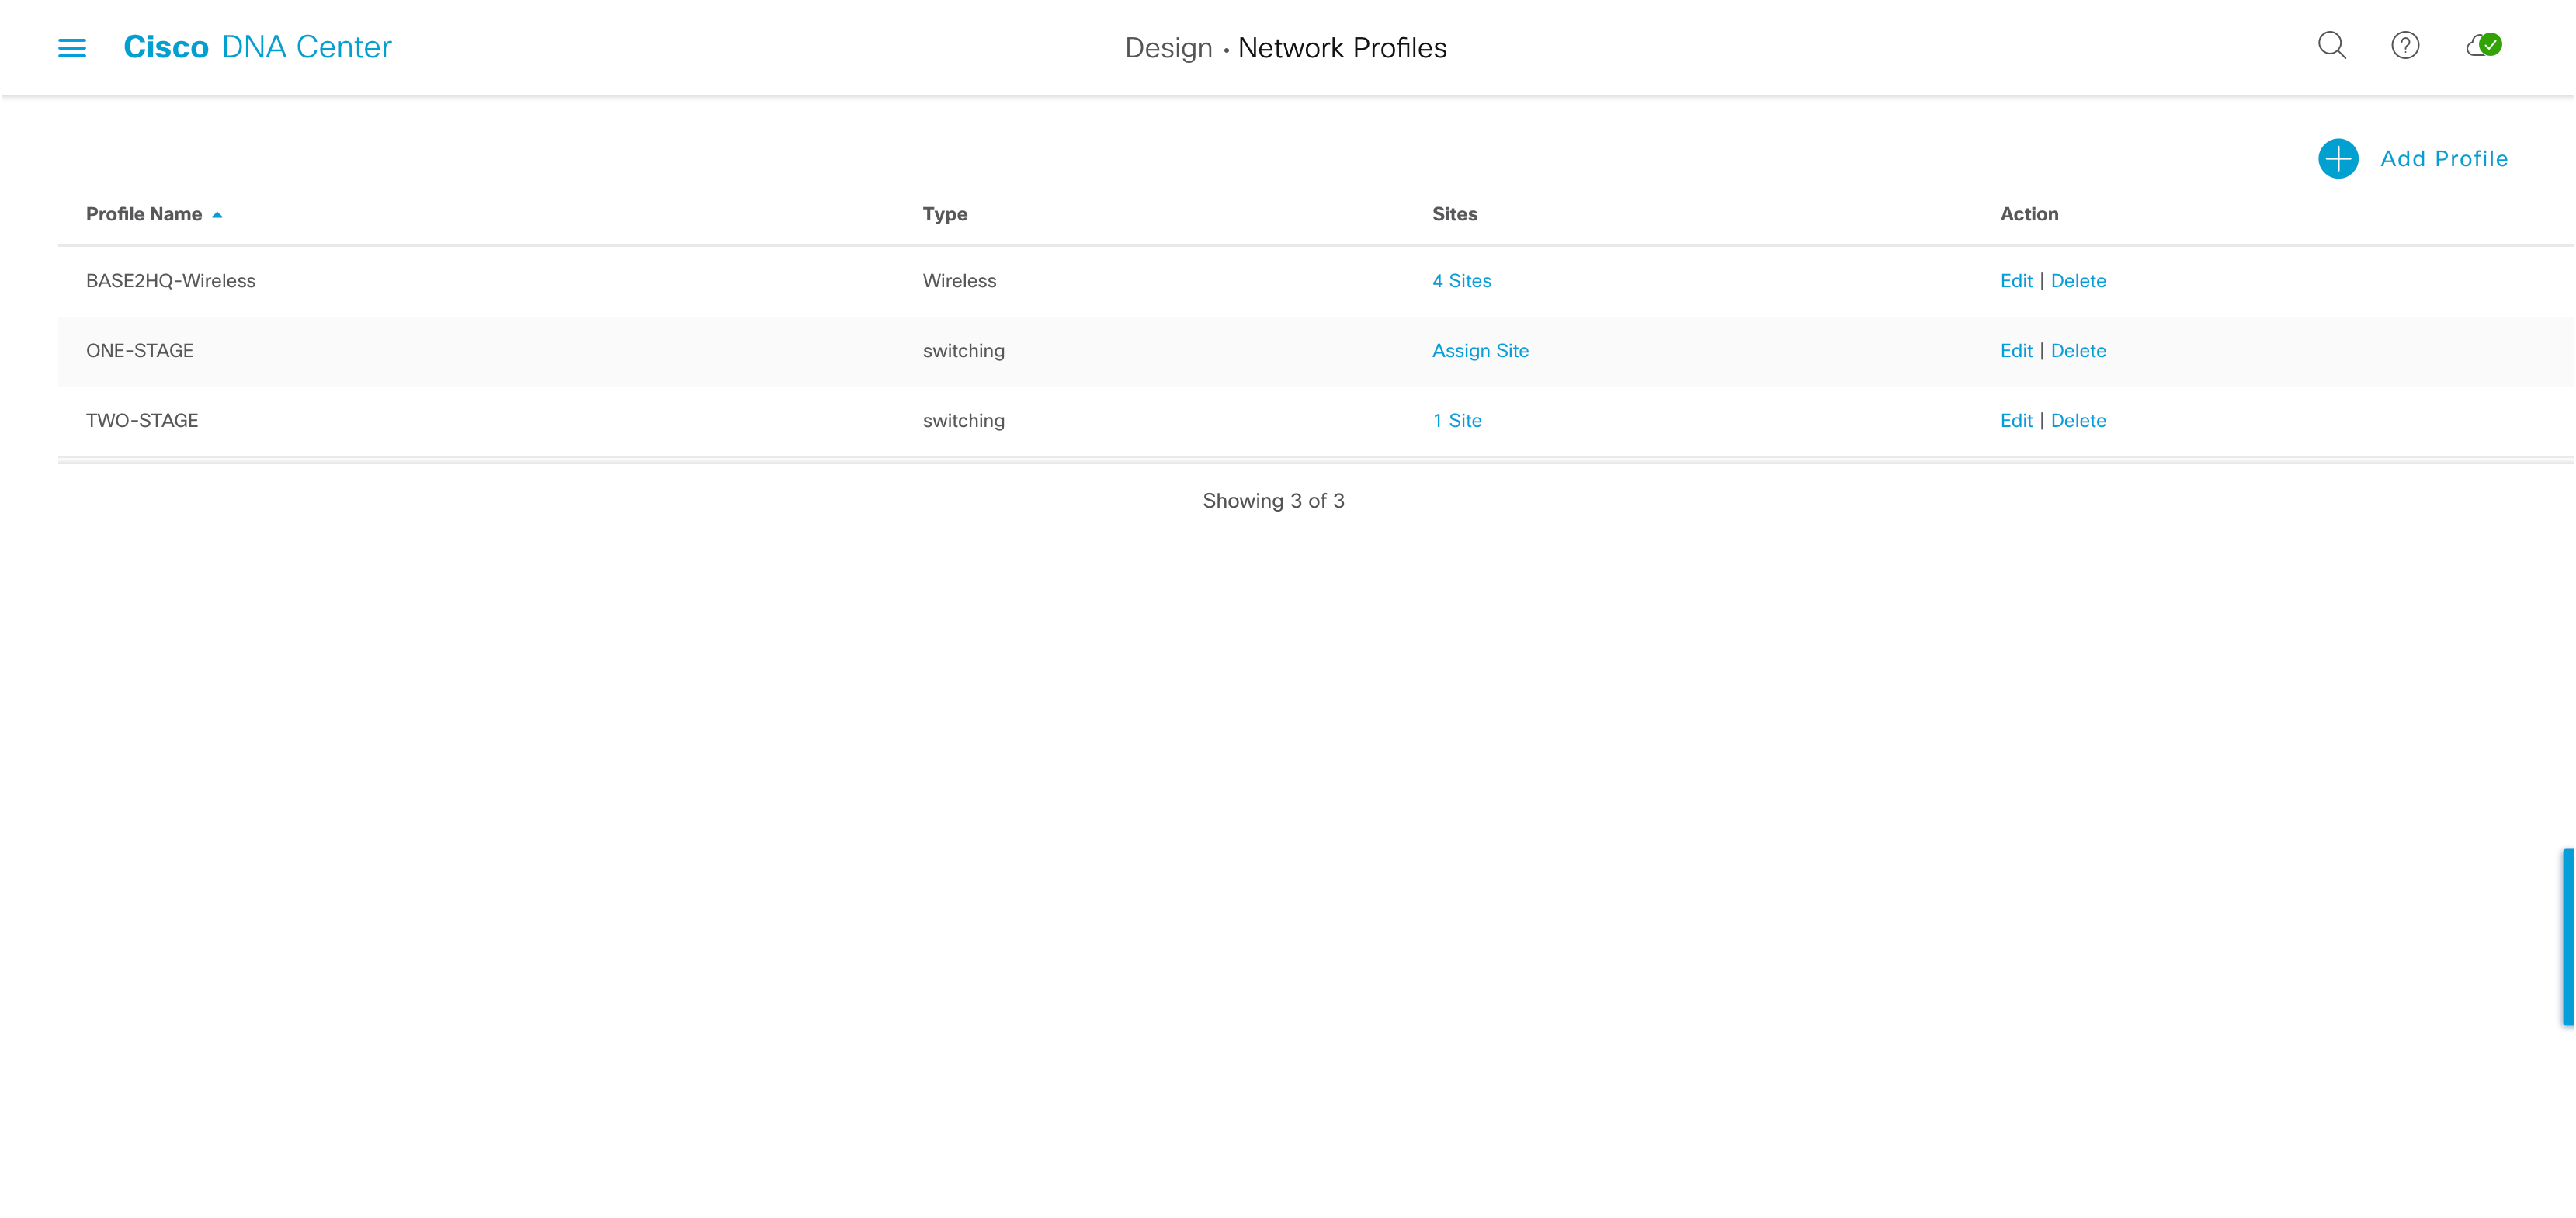 Cisco DNA Center
Design • Network Profiles
Add Profile
Profile Name Type Sites Action
BASE2HQ-Wireless Wireless 4 Sites Edit | Delete
ONE-STAGE switching Assign Site Edit | Delete
TWO-STAGE switching 1 Site Edit | Delete
Showing 3 of 3